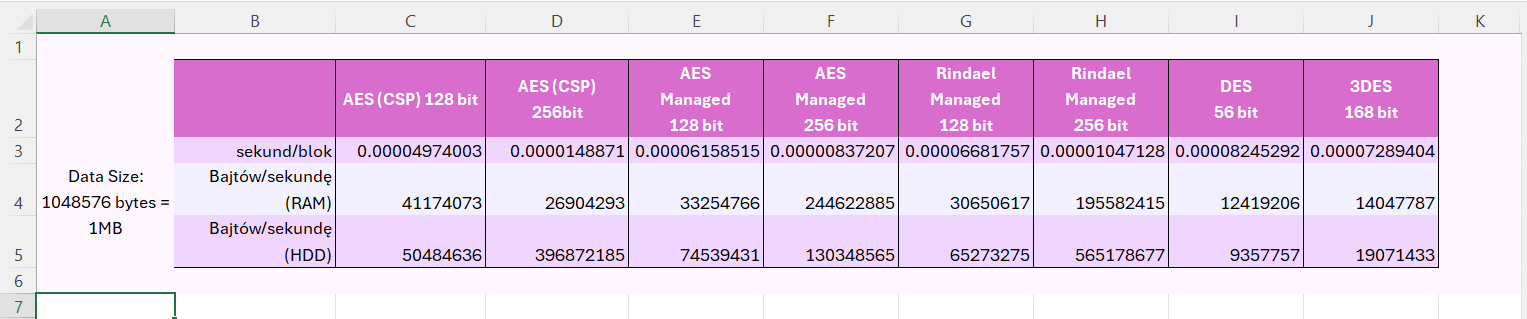 A B C D E F G H I J K
1
2 AES (CSP) 128 bit AES (CSP) 256bit AES Managed 128 bit AES Managed 256 bit Rindael Managed 128 bit Rindael Managed 256 bit DES 56 bit 3DES 168 bit
3 sekund/blok 0.00004974003 0.0000148871 0.00006158515 0.00000837207 0.00006681757 0.00001047128 0.00008245292 0.00007289404
Data Size:
1048576 bytes =
1MB
4 Bajtów/sekundę
(RAM) 41174073 26904293 33254766 244622885 30650617 195582415 12419206 14047787
5 Bajtów/sekundę
(HDD) 50484636 396872185 74539431 130348565 65273275 565178677 9357757 19071433
6
7